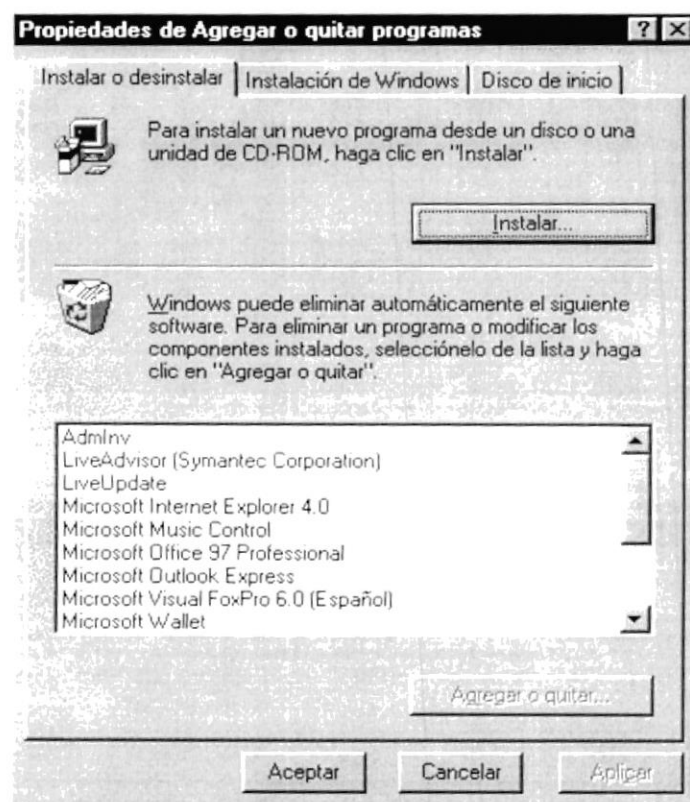 Propiedades de Agregar o quitar programas
Instalar o desinstalar
Instalación de Windows
Disco de inicio
Para instalar un nuevo programa desde un disco o una
unidad de CD-ROM, haga clic en "Instalar".
Instalar...
Windows puede eliminar automáticamente el siguiente
software. Para eliminar un programa o modificar los
componentes instalados, selecciónelo de la lista y haga
clic en "Agregar o quitar".
AdmInv
LiveAdvisor (Symantec Corporation)
LiveUpdate
Microsoft Internet Explorer 4.0
Microsoft Music Control
Microsoft Office 97 Professional
Microsoft Outlook Express
Microsoft Visual FoxPro 6.0 (Español)
Microsoft Wallet
Agregar o quitar...
Aceptar
Cancelar
Aplicar